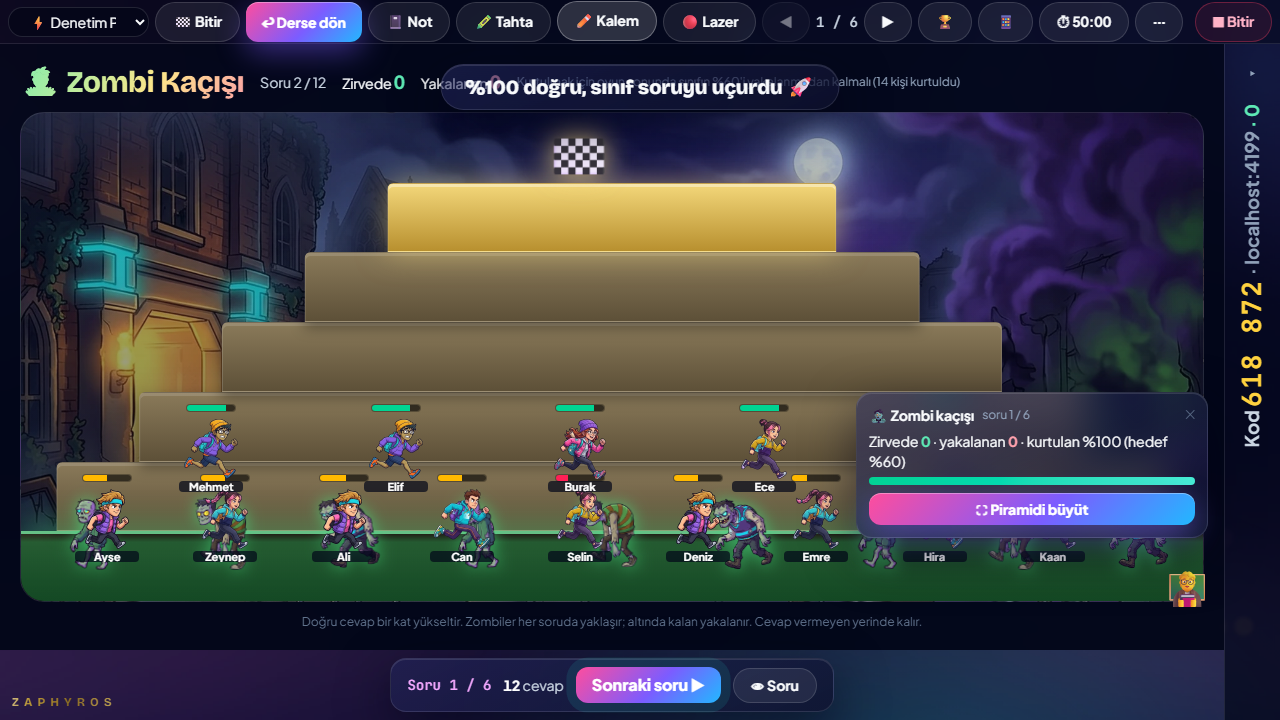 Denetim F
Bitir
Derse dön
Not
Tahta
Kalem
Lazer
1 / 6
50:00
Bitir
Zombi Kaçışı
Soru 2 / 12
Zirvede 0
%100 doğru, sınıf soruyu uçurdu 🚀
kalmalı (14 kişi kurtuldu)
Kod 618 872 · localhost:4199 · 0
Mehmet
Elif
Burak
Ece
Ayşe
Zeynep
Ali
Can
Selin
Deniz
Emre
Hira
Kaan
Zombi kaçışı soru 1 / 6
Zirvede 0 · yakalanan 0 · kurtulan %100 (hedef
%60)
Piramidi büyüt
Doğru cevap bir kat yükseltir. Zombiler her soruda yaklaşır; altında kalan yakalanır. Cevap vermeyen yerinde kalır.
Soru 1 / 6 12 cevap Sonraki soru ▶ Soru
ZAPHYROS